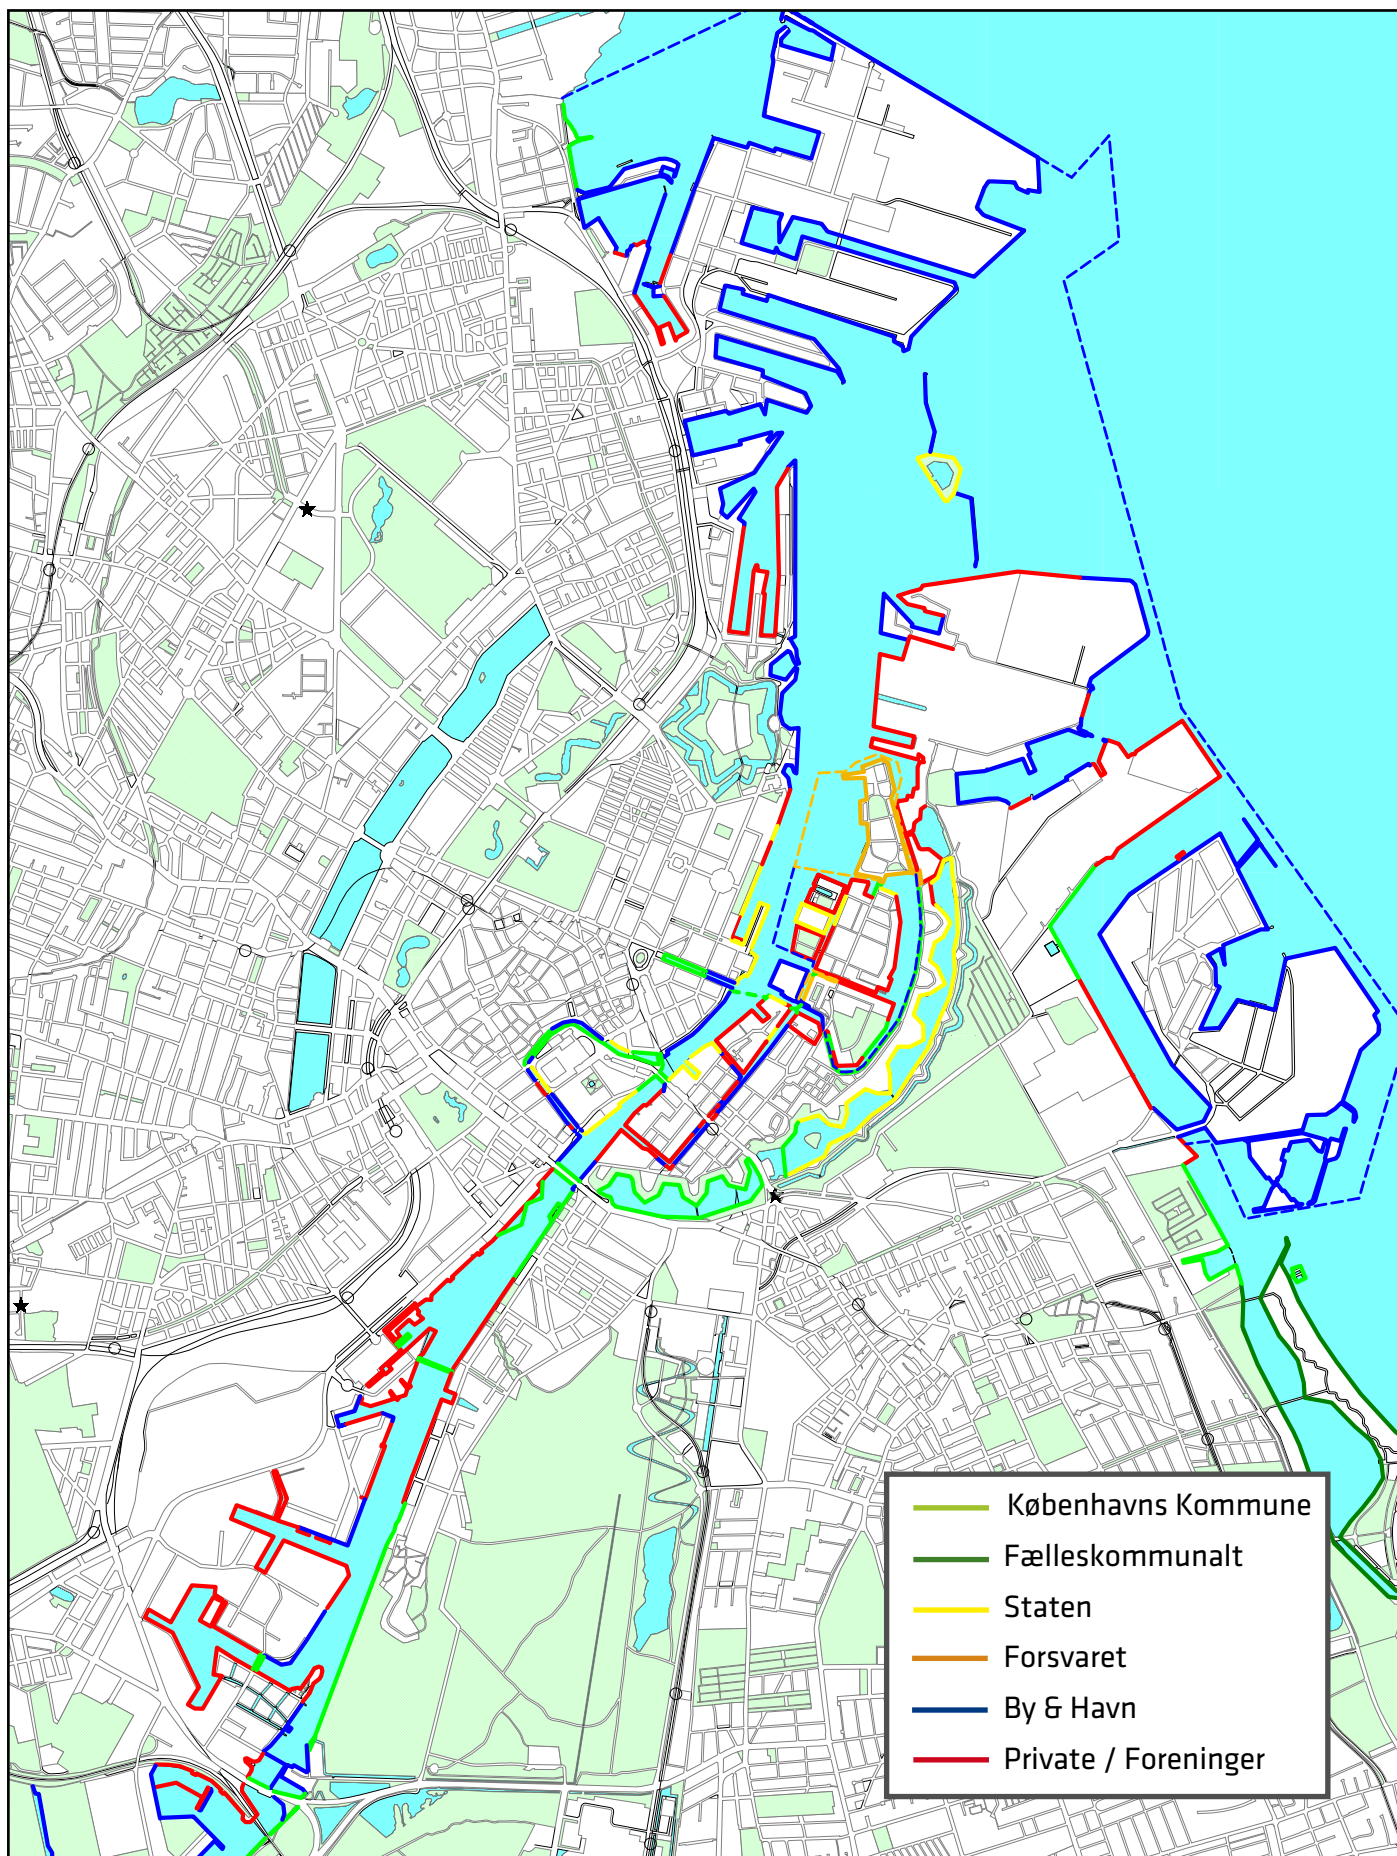 Københavns Kommune
Fælleskommunalt
Staten
Forsvaret
By & Havn
Private / Foreninger